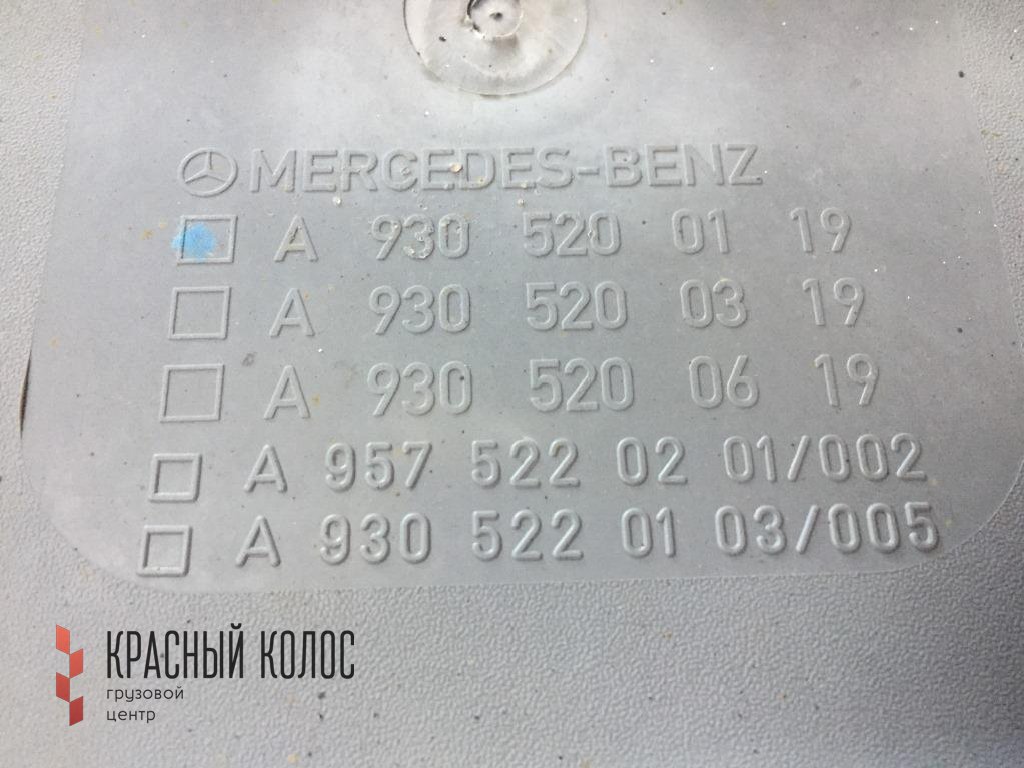 MERCEDES-BENZ
A 930 520 01 19
A 930 520 03 19
A 930 520 06 19
A 957 522 02 01/002
A 930 522 01 03/005
КРАСНЫЙ КОЛОС
грузовой
центр